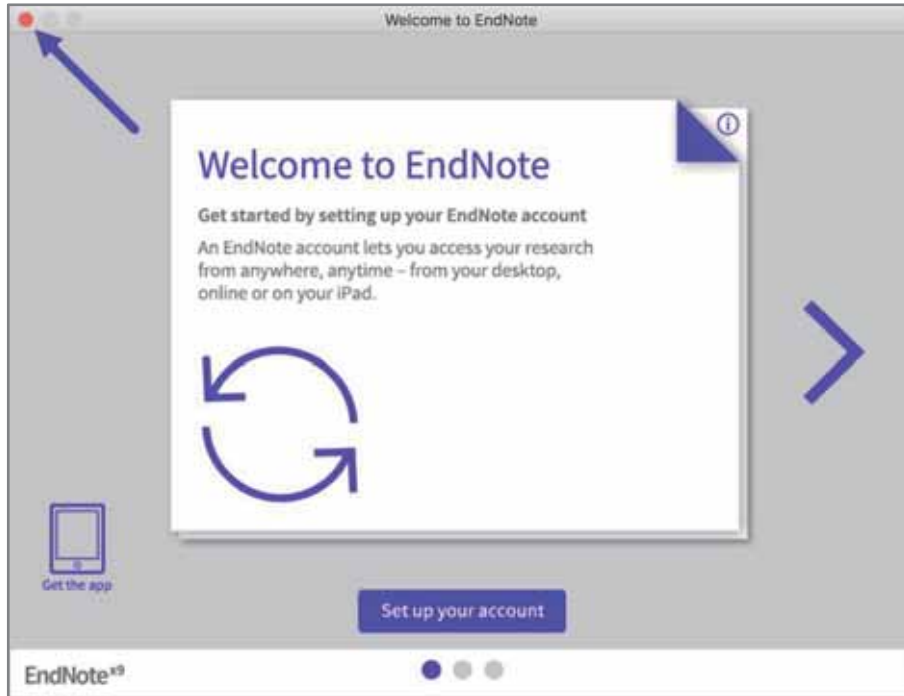 Welcome to EndNote
Welcome to EndNote
Get started by setting up your EndNote account
An EndNote account lets you access your research
from anywhere, anytime – from your desktop,
online or on your iPad.
Get the app
Set up your account
EndNote x9